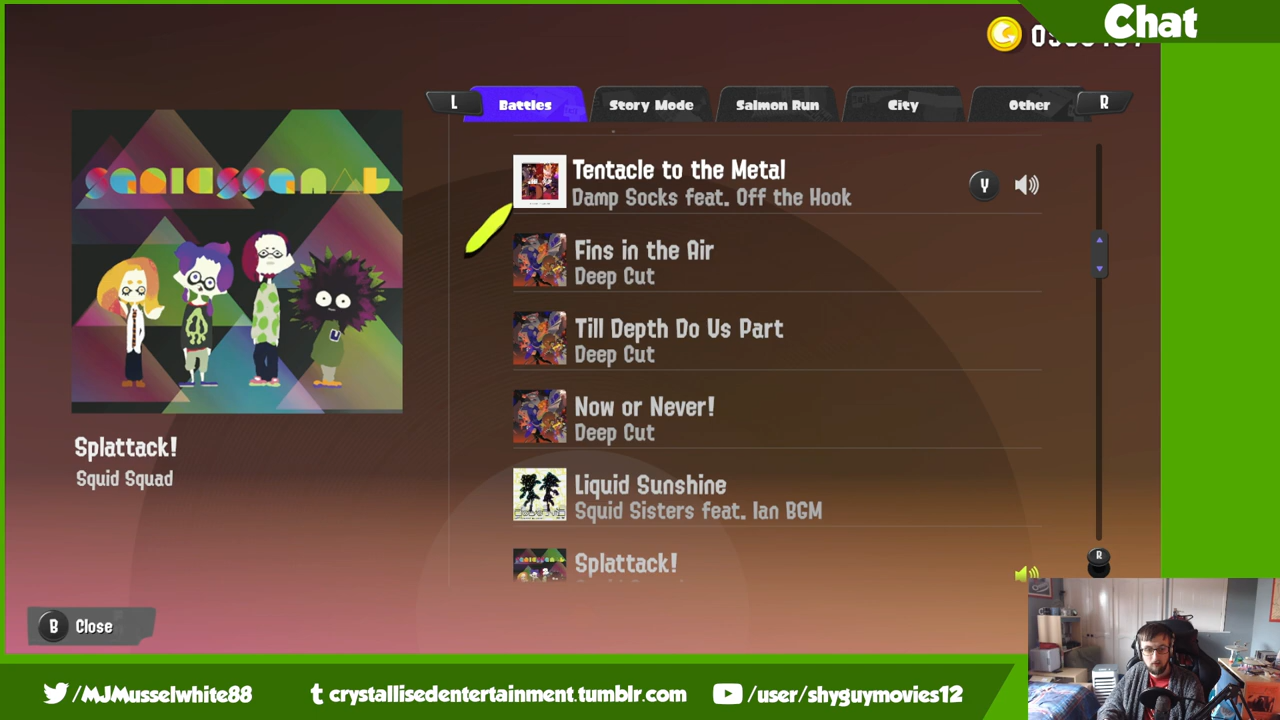 Chat
L
Battles
Story Mode
Salmon Run
City
Other
R
SQUIDSSQUAD
Tentacle to the Metal
Damp Socks feat. Off the Hook
Y
Fins in the Air
Deep Cut
Till Depth Do Us Part
Deep Cut
Now or Never!
Deep Cut
Liquid Sunshine
Squid Sisters feat. Ian BGM
Splattack!
R
Splattack!
Squid Squad
B Close
/MJMusselwhite88
crystallisedentertainment.tumblr.com
/user/shyguymovies12